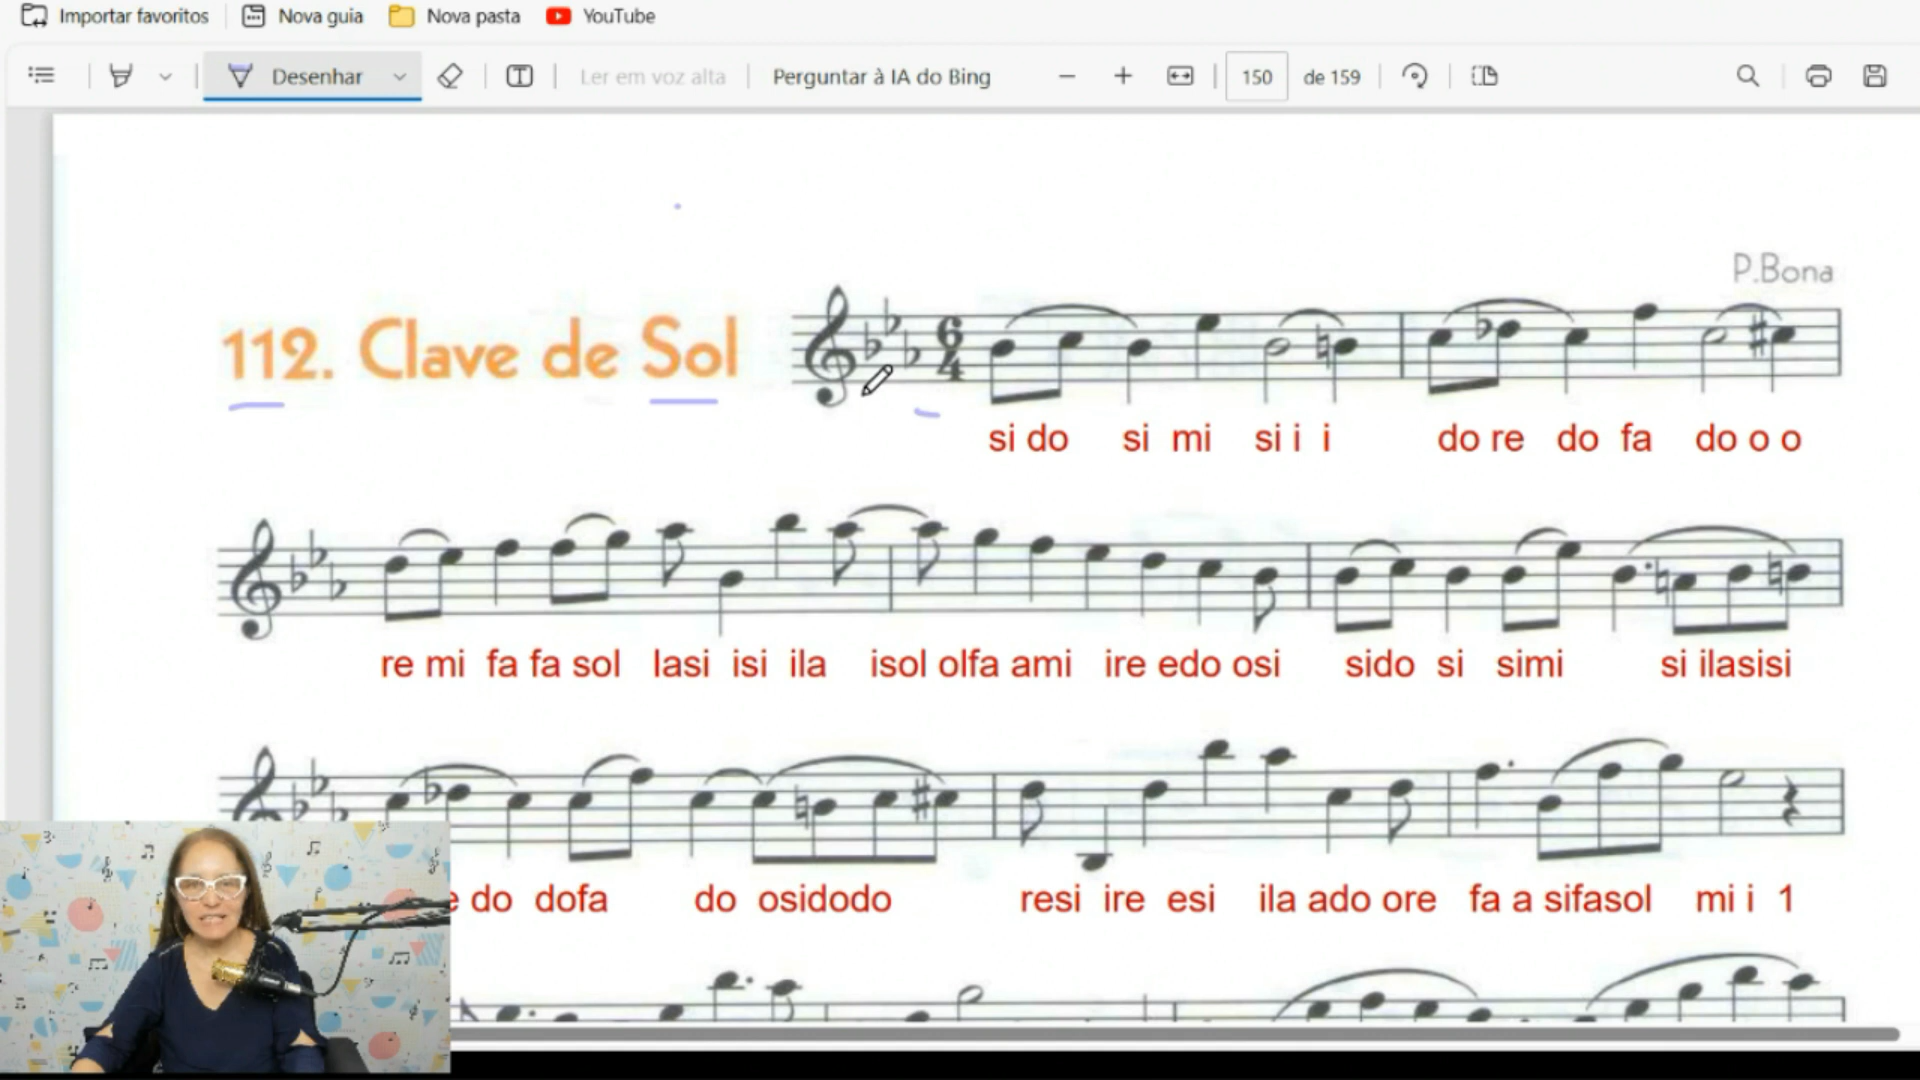 Importar favoritos Nova guia Nova pasta YouTube
Desenhar Ler em voz alta Perguntar à IA do Bing 150 de 159
P.Bona
112. Clave de Sol
6
4
si do si mi si i i do re do fa do o o
re mi fa fa sol lasi isi ila isol olfa ami ire edo osi sido si simi si ilasisi
e do dofa do osidodo resi ire esi ila ado ore fa a sifasol mi i 1